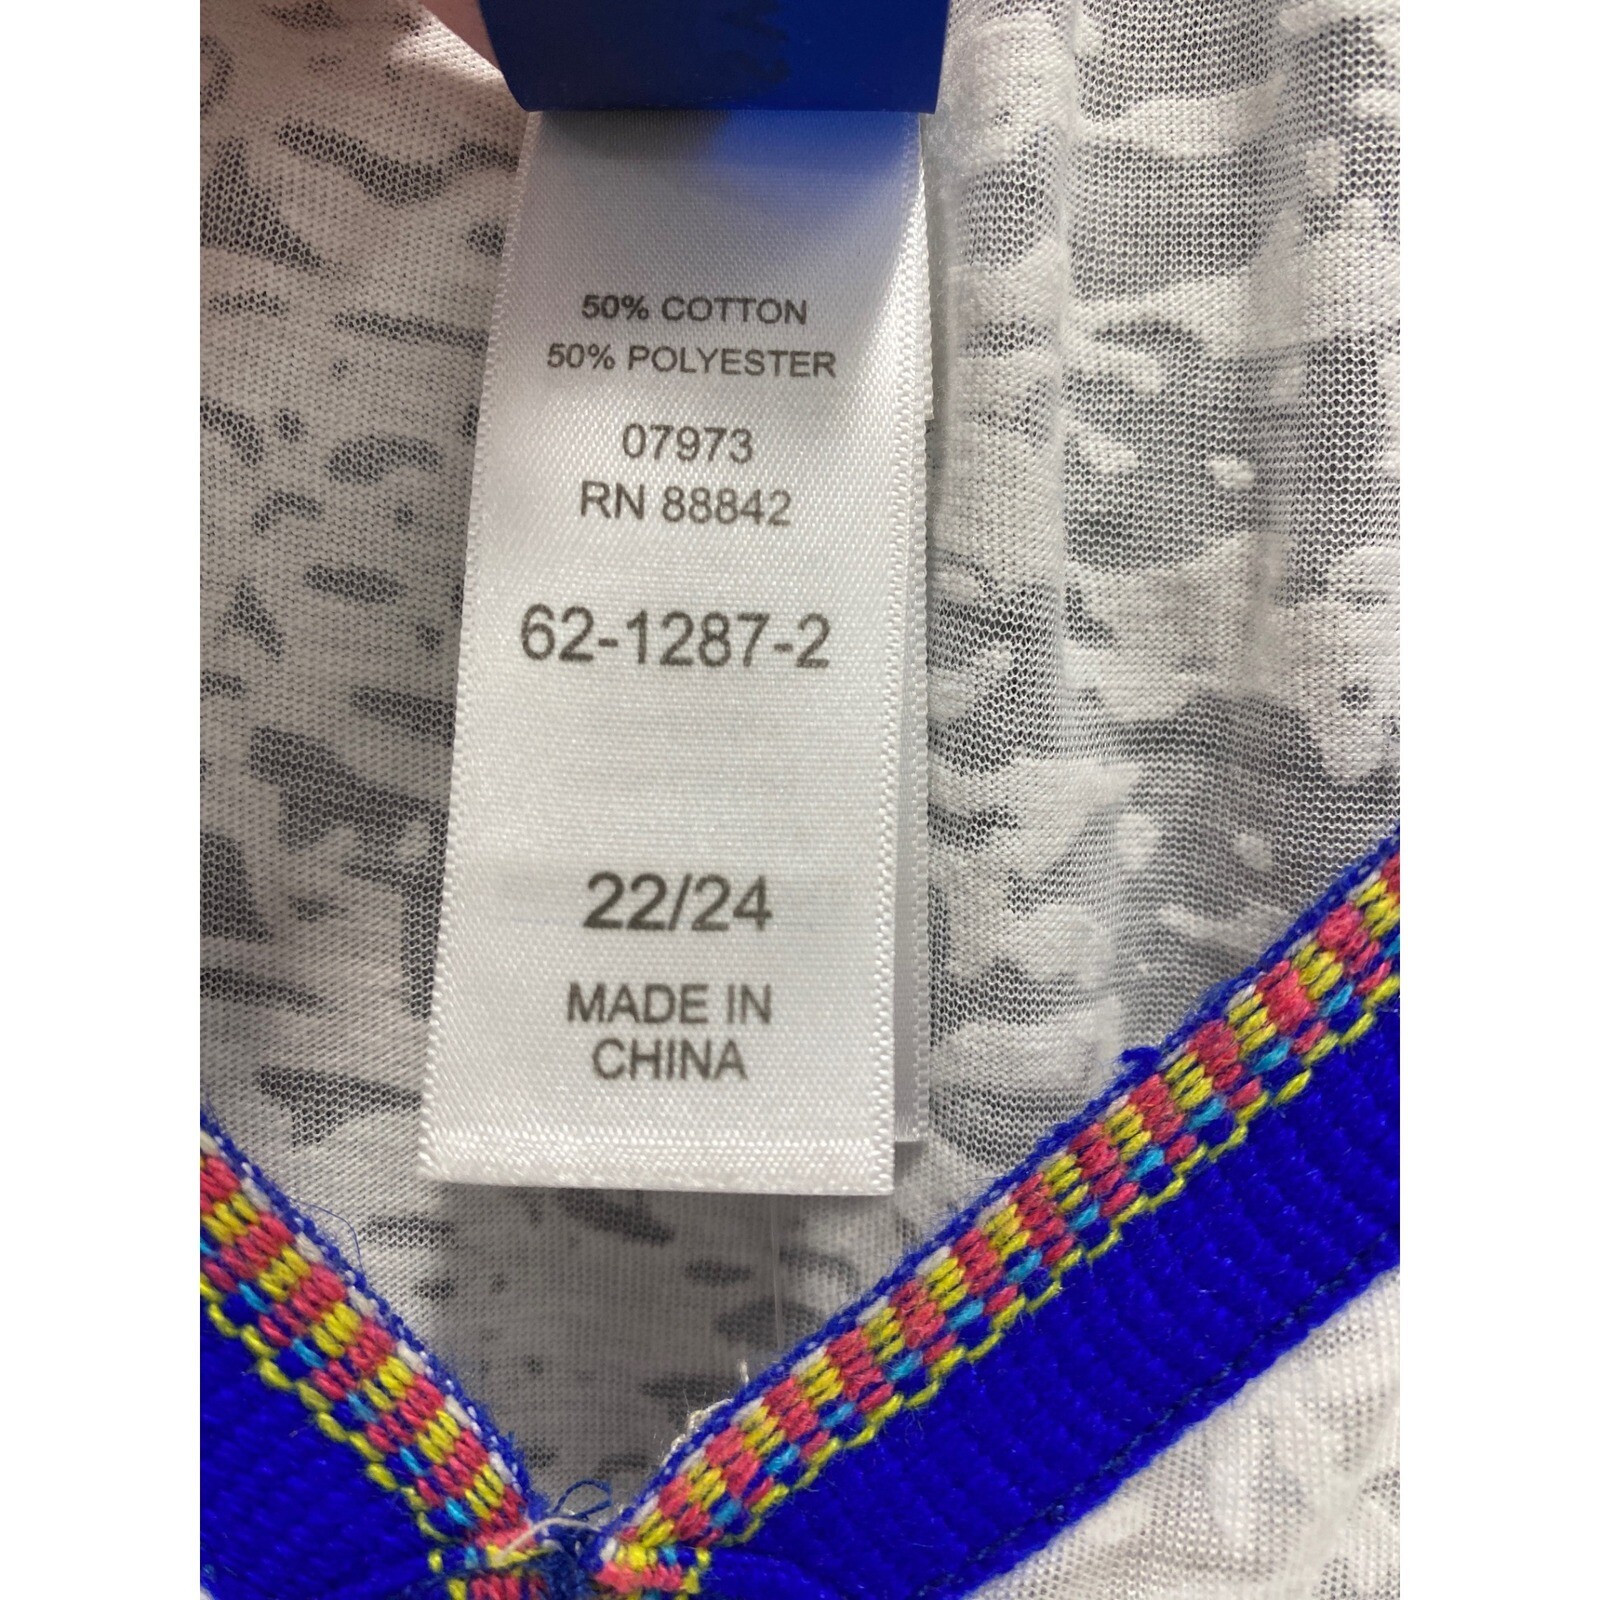 50% COTTON
50% POLYESTER
07973
RN 88842
62-1287-2
22/24
MADE IN
CHINA